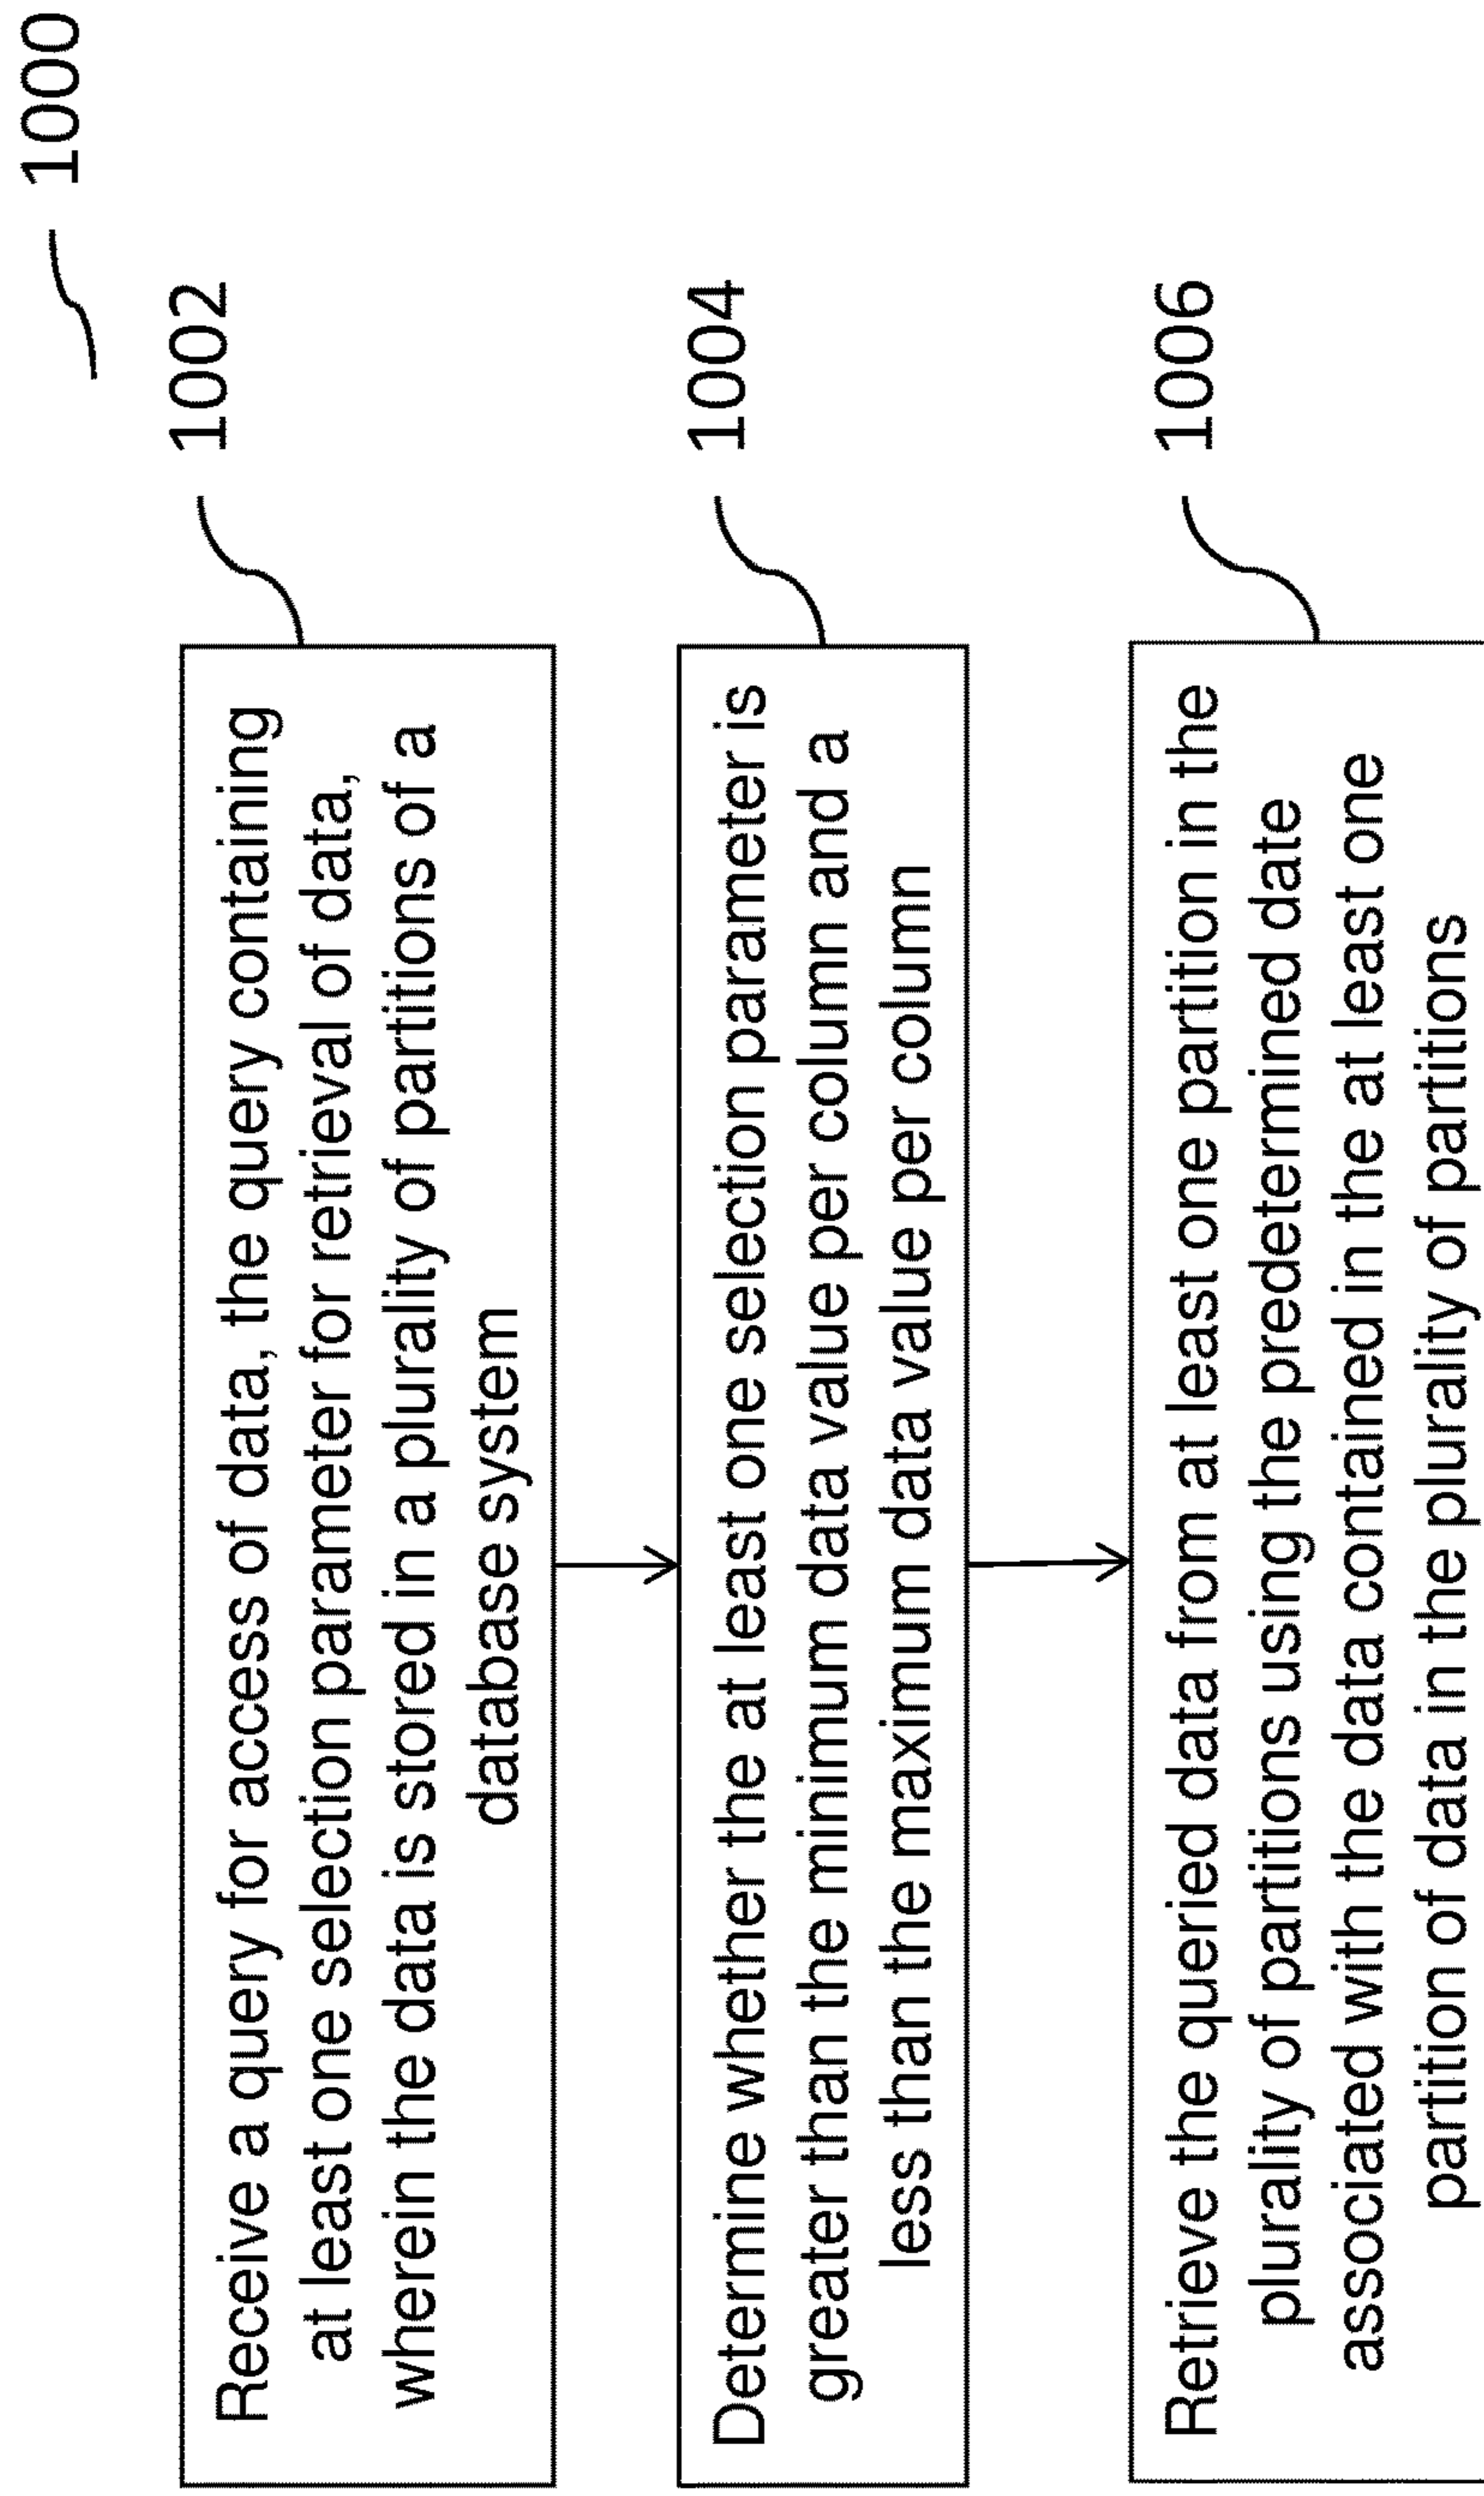 1000
1002
Receive a query for access of data, the query containing
at least one selection parameter for retrieval of data,
wherein the data is stored in a plurality of partitions of a
database system
1004
Determine whether the at least one selection parameter is
greater than the minimum data value per column and a
less than the maximum data value per column
1006
Retrieve the queried data from at least one partition in the
plurality of partitions using the predetermined date
associated with the data contained in the at least one
partition of data in the plurality of partitions